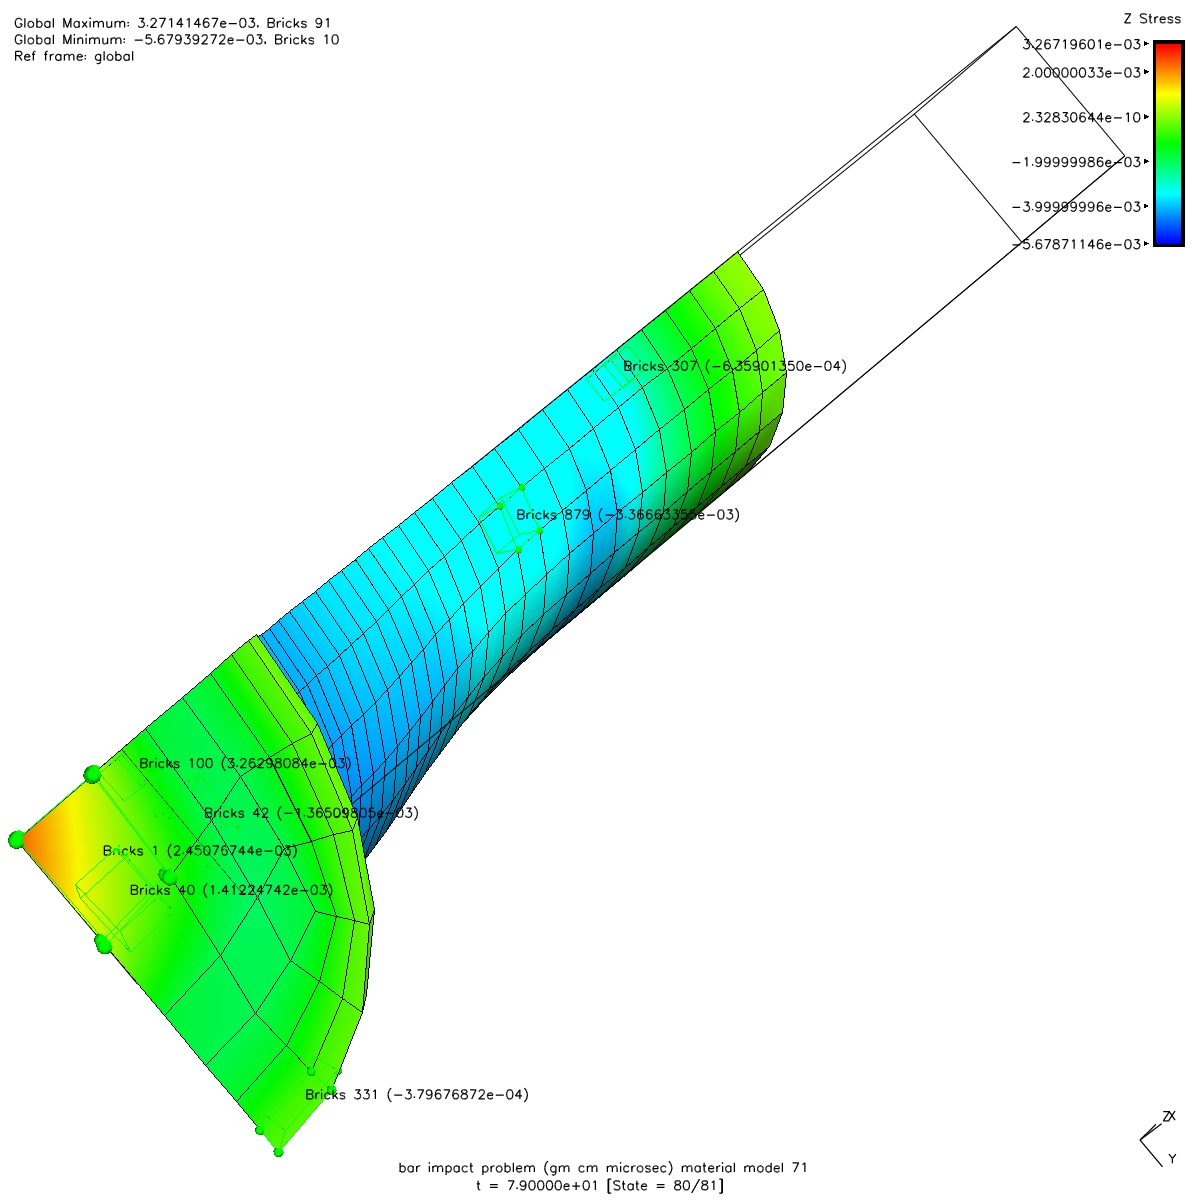 Global Maximum: 3.27141467e-03, Bricks 91
Global Minimum: -5.67939272e-03, Bricks 10
Ref frame: global
Z Stress
3.26719601e-03
2.00000033e-03
2.32830644e-10
-1.99999986e-03
-3.99999996e-03
-5.67871146e-03
Bricks 307 (-6.35901350e-04)
Bricks 879 (-3.36663355e-03)
Bricks 100 (3.26298084e-03)
Bricks 42 (-1.36509805e-03)
Bricks 1 (2.45076744e-03)
Bricks 40 (1.41224742e-03)
Bricks 331 (-3.79676872e-04)
ZX
Y
bar impact problem (gm cm microsec) material model 71
t = 7.90000e+01 [State = 80/81]